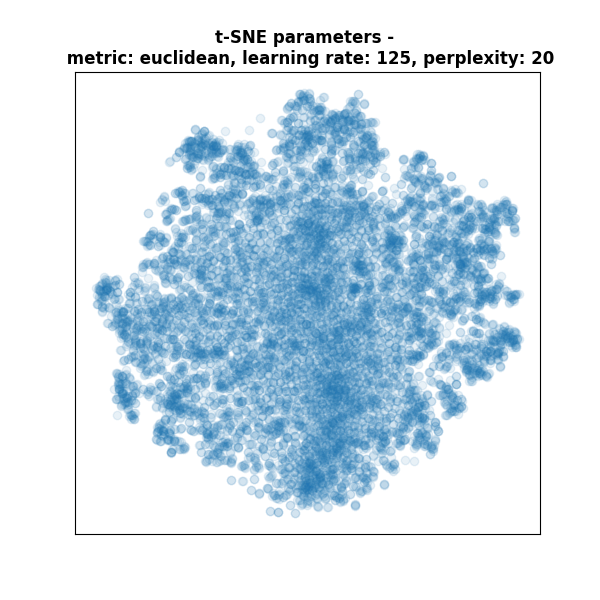 t-SNE parameters -
metric: euclidean, learning rate: 125, perplexity: 20